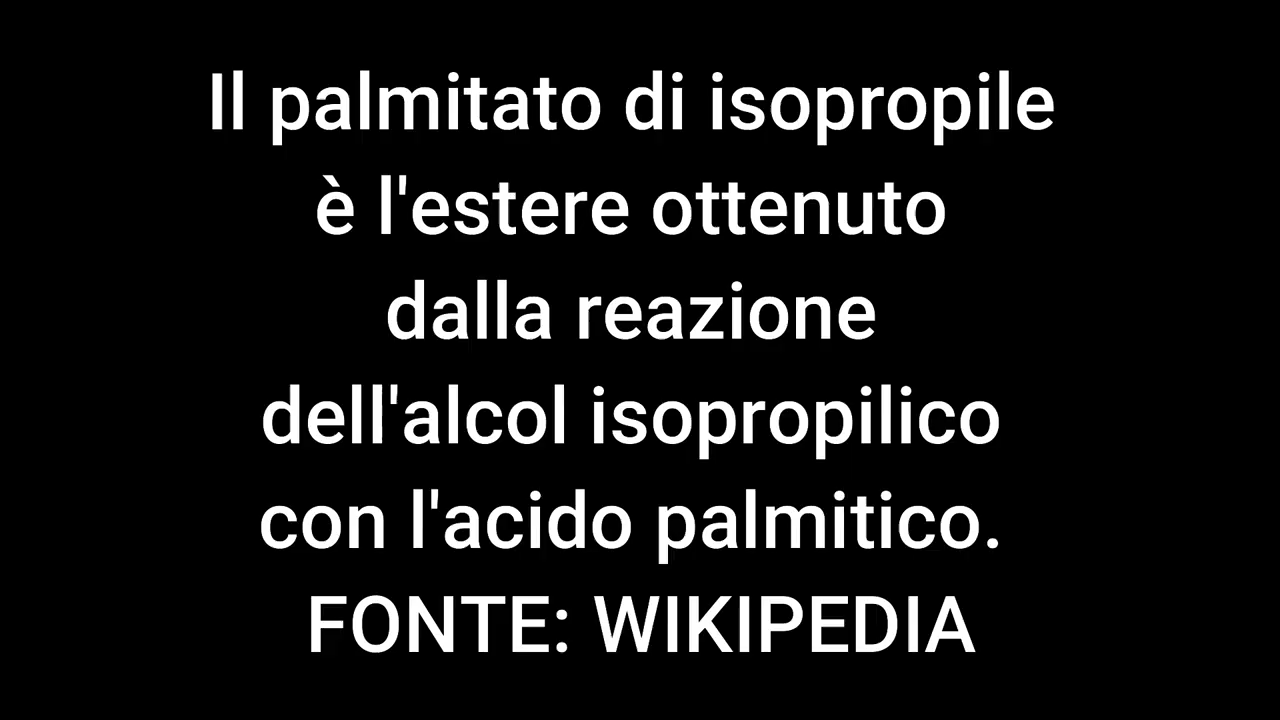 Il palmitato di isopropile
è l'estere ottenuto
dalla reazione
dell'alcol isopropilico
con l'acido palmitico.
FONTE: WIKIPEDIA